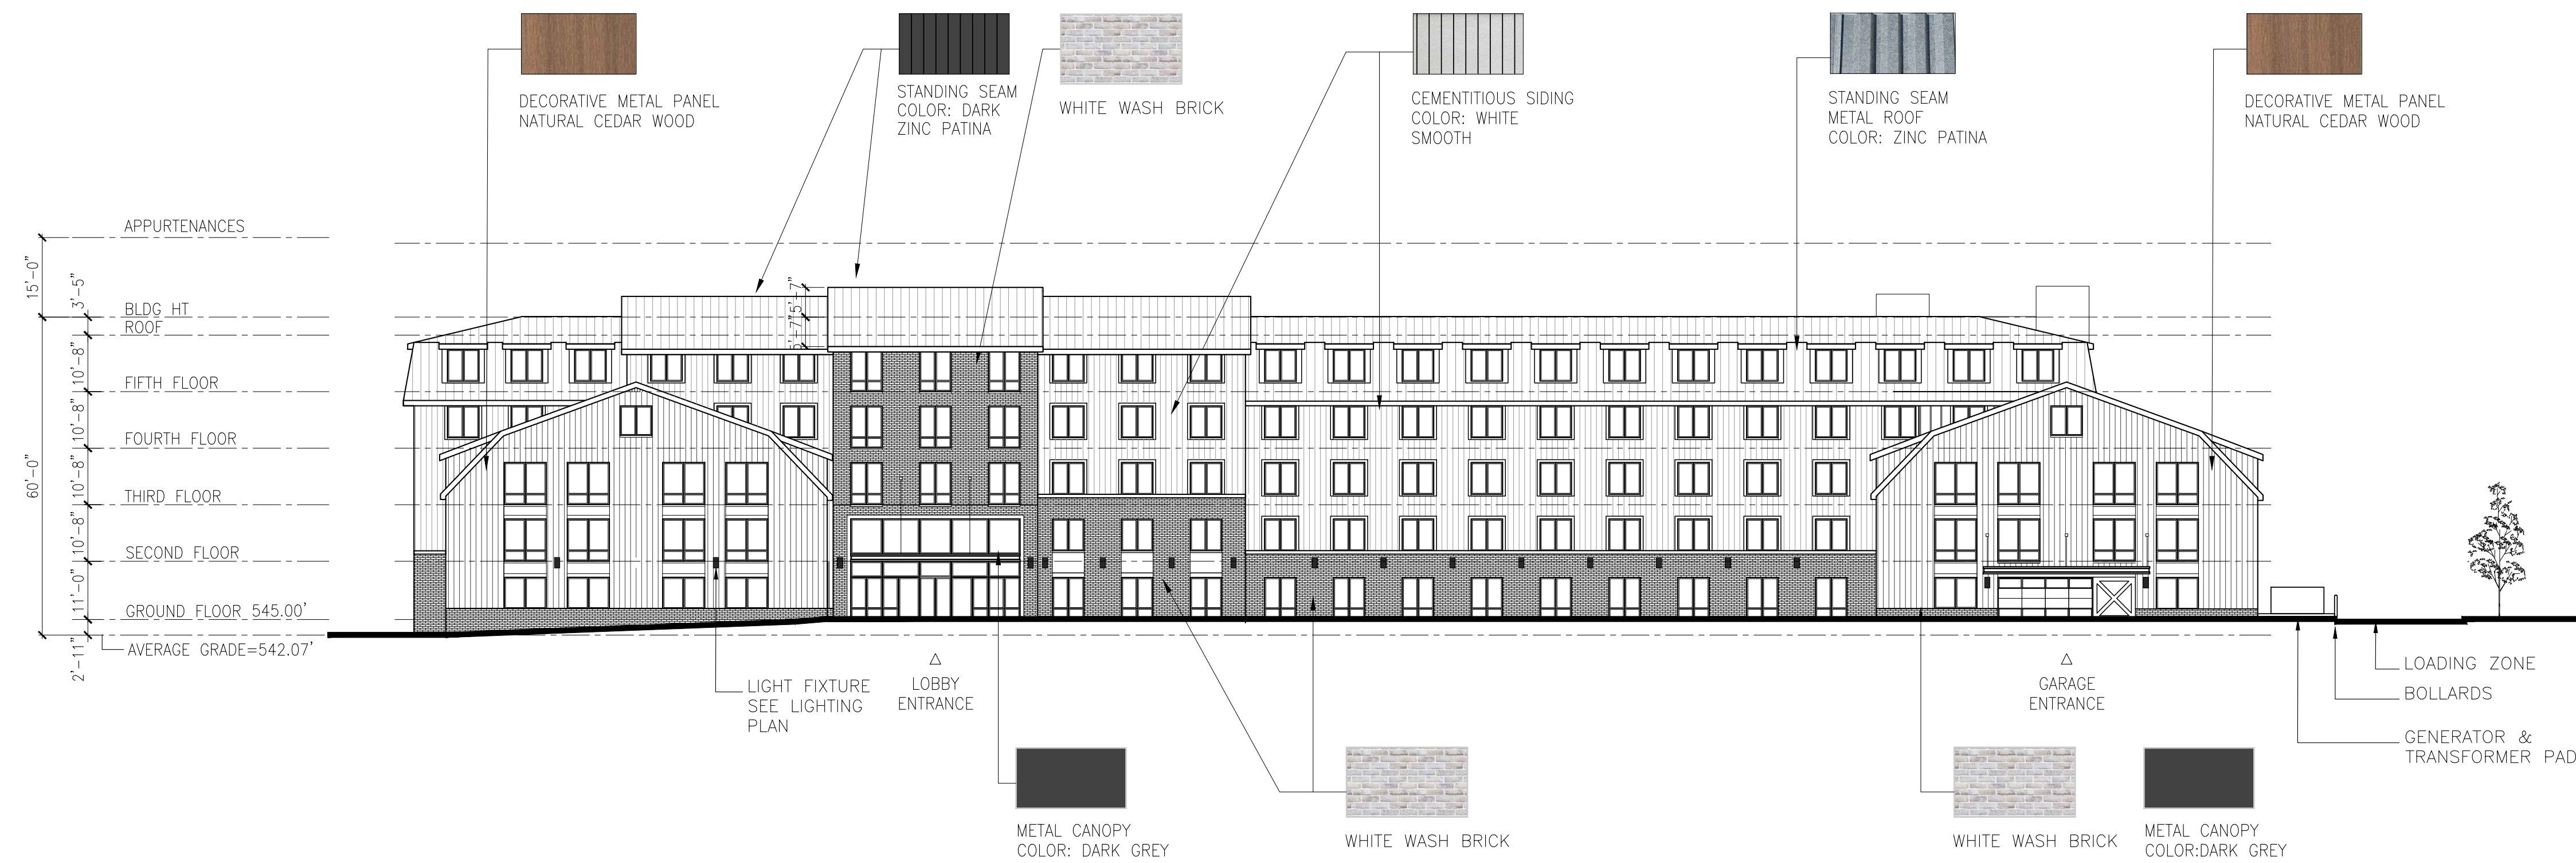 DECORATIVE METAL PANEL
NATURAL CEDAR WOOD
STANDING SEAM
COLOR: DARK
ZINC PATINA
WHITE WASH BRICK
CEMENTITIOUS SIDING
COLOR: WHITE
SMOOTH
STANDING SEAM
METAL ROOF
COLOR: ZINC PATINA
DECORATIVE METAL PANEL
NATURAL CEDAR WOOD
APPURTENANCES
15'-0"
3'-5"
BLDG HT
ROOF
5'-7"
5'-7"
10'-8"
FIFTH FLOOR
10'-8"
FOURTH FLOOR
60'-0"
10'-8"
THIRD FLOOR
10'-8"
SECOND FLOOR
11'-0"
GROUND FLOOR 545.00'
AVERAGE GRADE=542.07'
2'-11"
LIGHT FIXTURE
SEE LIGHTING
PLAN
LOBBY
ENTRANCE
GARAGE
ENTRANCE
LOADING ZONE
BOLLARDS
GENERATOR &
TRANSFORMER PAD
METAL CANOPY
COLOR: DARK GREY
WHITE WASH BRICK
WHITE WASH BRICK
METAL CANOPY
COLOR:DARK GREY